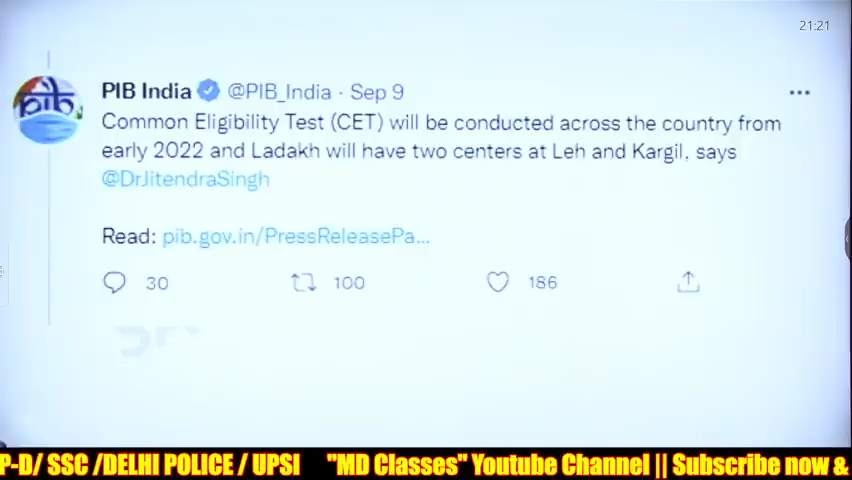 21:21
PIB India @PIB_India · Sep 9
Common Eligibility Test (CET) will be conducted across the country from
early 2022 and Ladakh will have two centers at Leh and Kargil, says
@DrJitendraSingh
Read: pib.gov.in/PressReleasePa...
30 100 186
P-D/ SSC /DELHI POLICE / UPSI "MD Classes" Youtube Channel || Subscribe now &